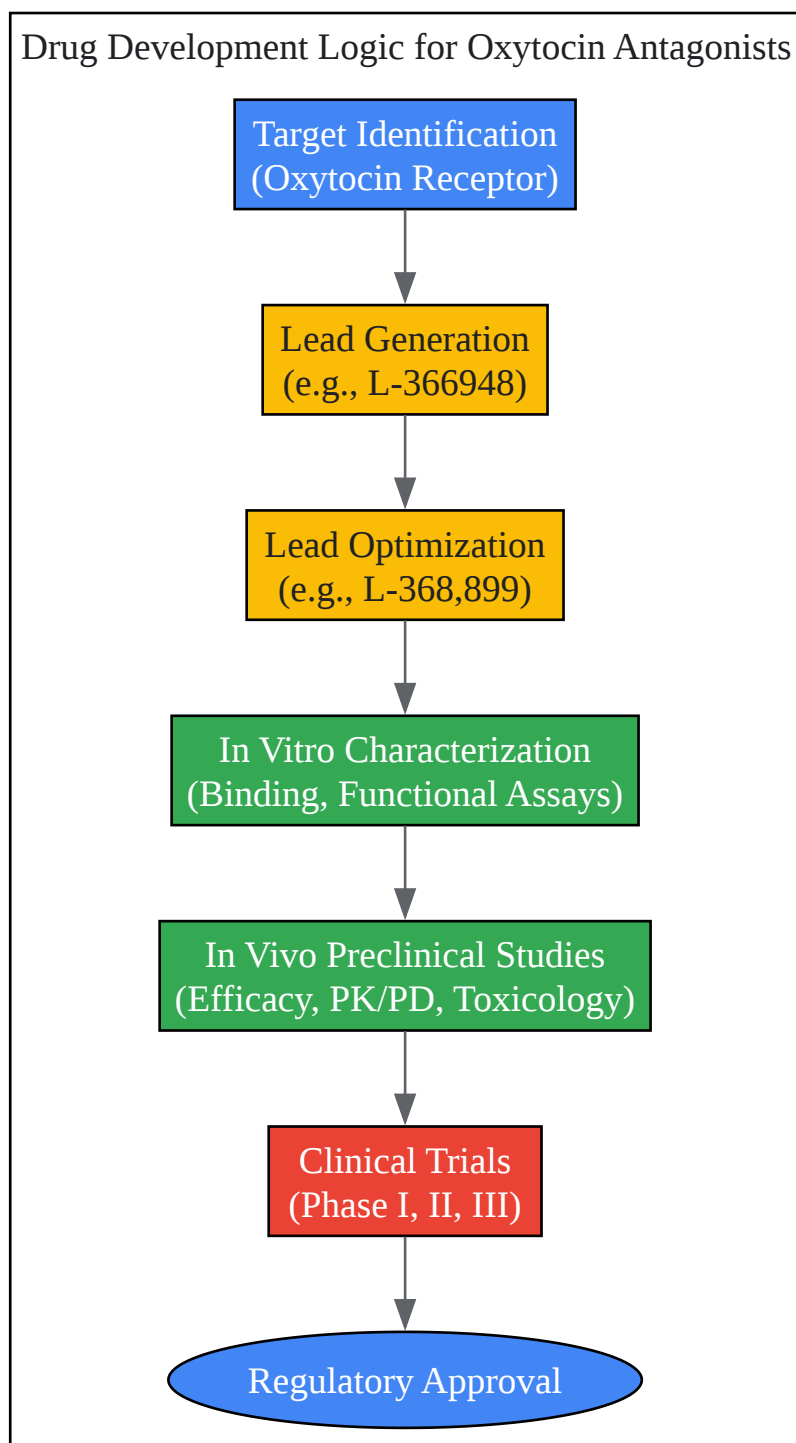 Drug Development Logic for Oxytocin Antagonists
Target Identification
(Oxytocin Receptor)
Lead Generation
(e.g., L-366948)
Lead Optimization
(e.g., L-368,899)
In Vitro Characterization
(Binding, Functional Assays)
In Vivo Preclinical Studies
(Efficacy, PK/PD, Toxicology)
Clinical Trials
(Phase I, II, III)
Regulatory Approval